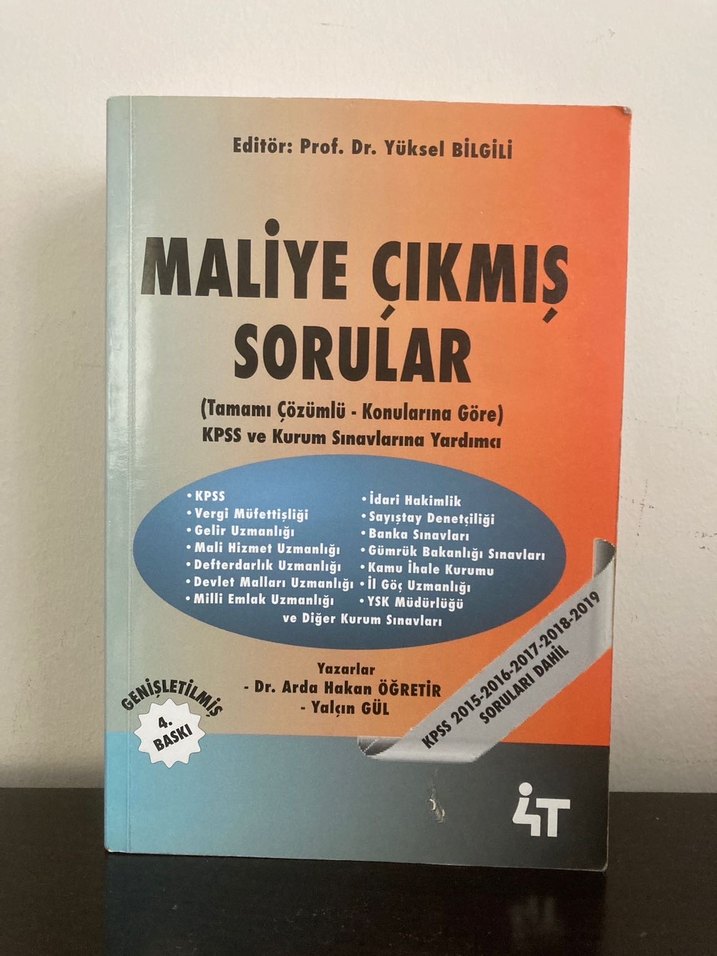 Editör: Prof. Dr. Yüksel BİLGİLİ
MALİYE ÇIKMIŞ
SORULAR
(Tamamı Çözümlü - Konularına Göre)
KPSS ve Kurum Sınavlarına Yardımcı
• KPSS
• Vergi Müfettişliği
• Gelir Uzmanlığı
• Mali Hizmet Uzmanlığı
• Defterdarlık Uzmanlığı
• Devlet Malları Uzmanlığı
• Milli Emlak Uzmanlığı
• İdari Hakimlik
• Sayıştay Denetçiliği
• Banka Sınavları
• Gümrük Bakanlığı Sınavları
• Kamu İhale Kurumu
• İl Göç Uzmanlığı
• YSK Müdürlüğü
ve Diğer Kurum Sınavları
Yazarlar
- Dr. Arda Hakan ÖĞRETİR
- Yalçın GÜL
GENİŞLETİLMİŞ
4.
BASKI
KPSS 2015-2016-2017-2018-2019
SORULARI DAHİL
4T